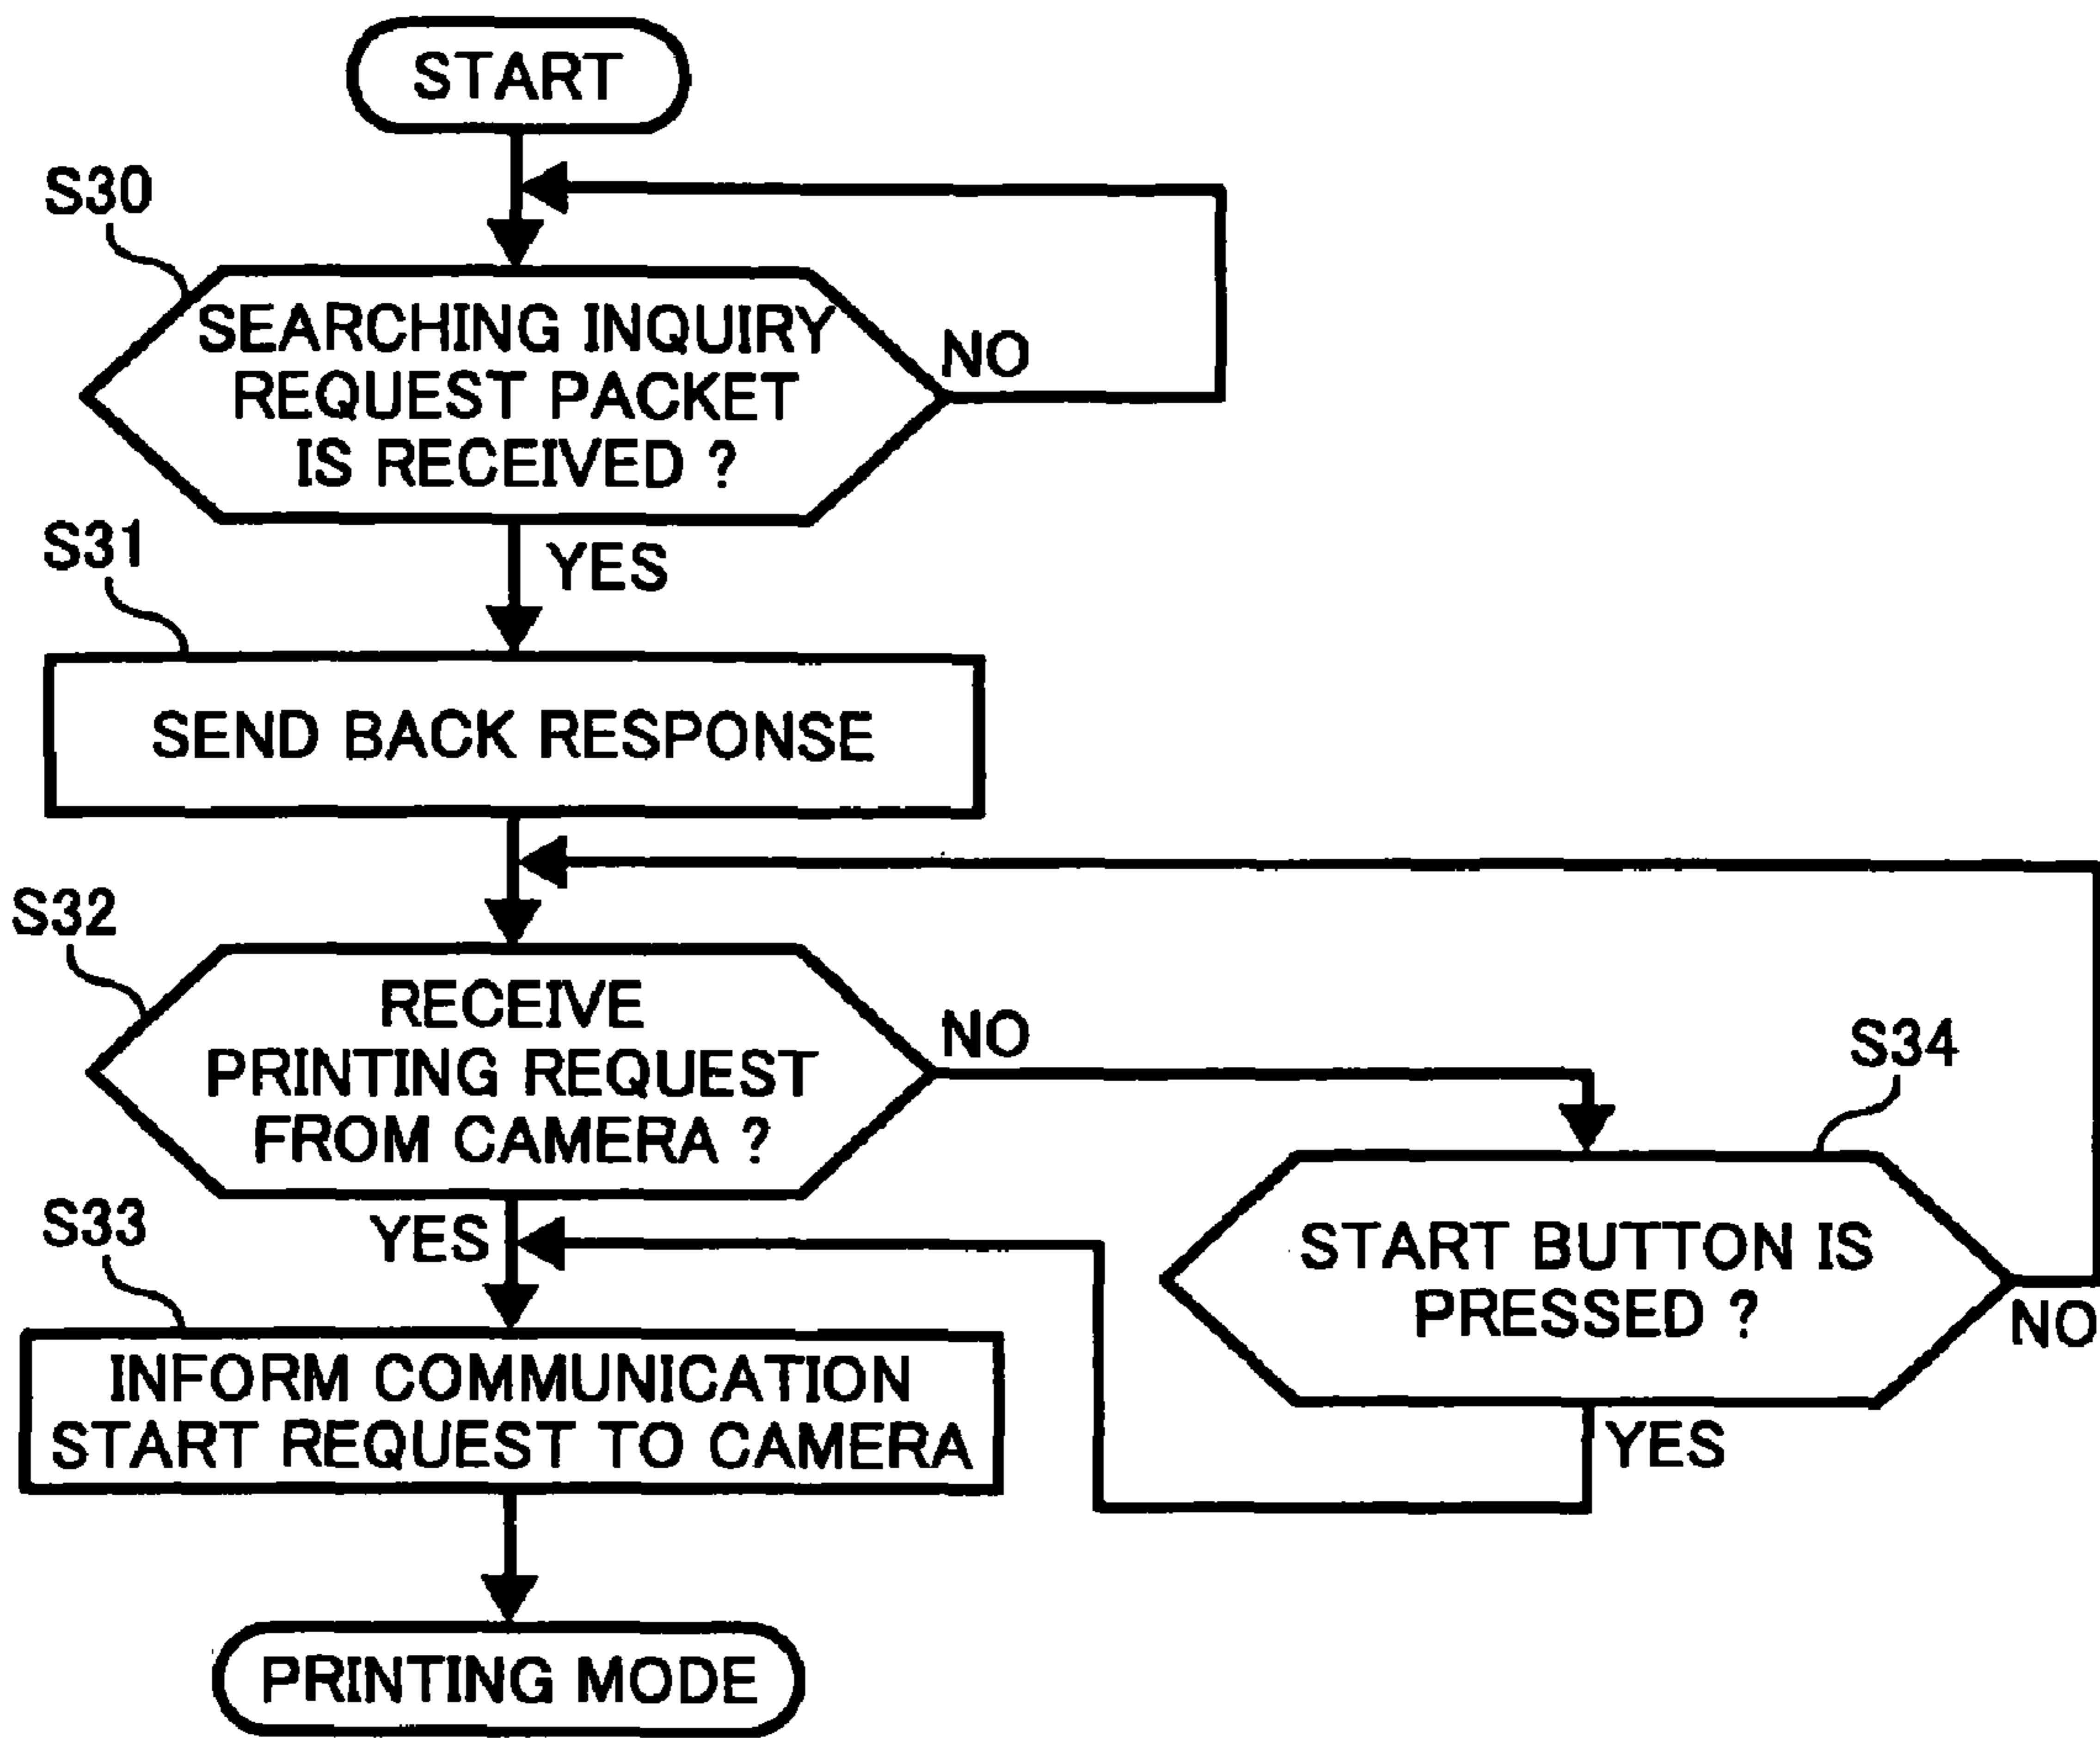 START
S30
SEARCHING INQUIRY
REQUEST PACKET
IS RECEIVED ?
NO
YES
S31
SEND BACK RESPONSE
S32
RECEIVE
PRINTING REQUEST
FROM CAMERA ?
NO
YES
S34
START BUTTON IS
PRESSED ?
NO
YES
S33
INFORM COMMUNICATION
START REQUEST TO CAMERA
PRINTING MODE